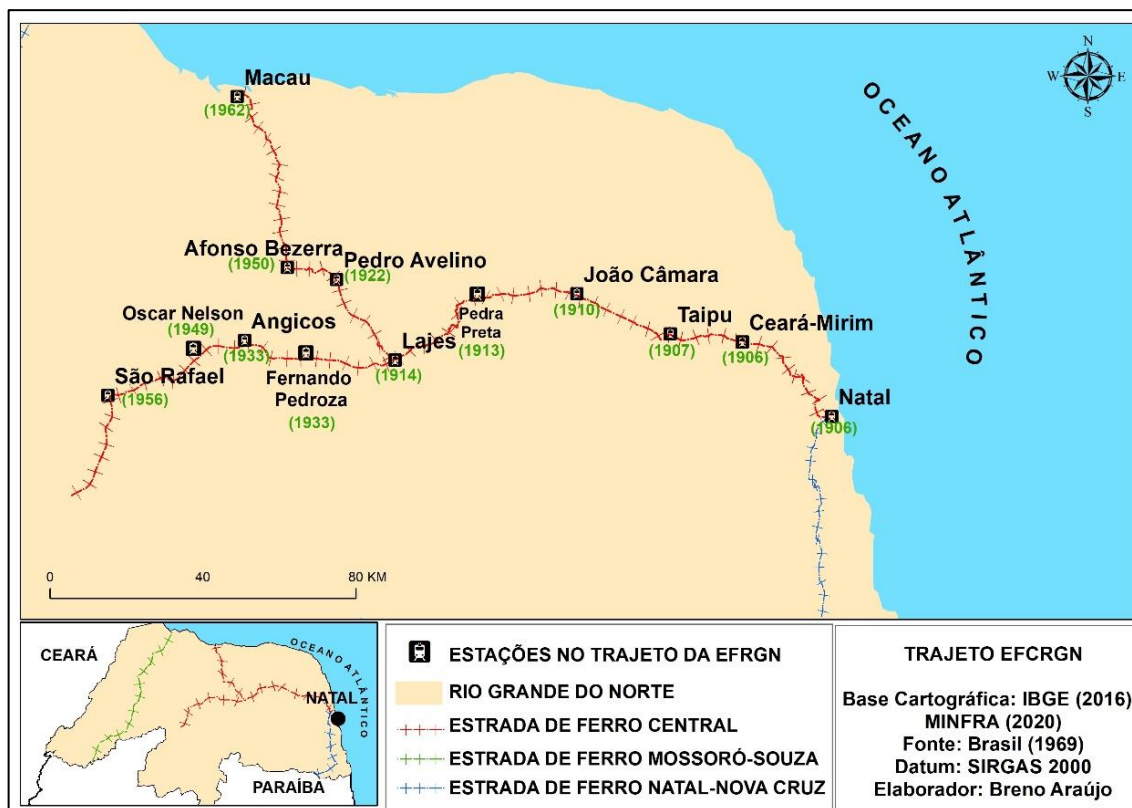 Macau
(1962)
N
W
E
S
OCEANO ATLÂNTICO
Afonso Bezerra
(1950)
Pedro Avelino
(1922)
João Câmara
(1910)
Oscar Nelson
(1949)
Angicos
(1933)
Lajes
(1914)
Pedra
Preta
(1913)
Taipu
(1907)
Ceará-Mirim
(1906)
São Rafael
(1956)
Fernando
Pedroza
(1933)
Natal
(1906)
0
40
80 KM
CEARÁ
OCEANO ATLÂNTICO
NATAL
PARAÍBA
ESTAÇÕES NO TRAJETO DA EFRGN
RIO GRANDE DO NORTE
ESTRADA DE FERRO CENTRAL
ESTRADA DE FERRO MOSSORÓ-SOUZA
ESTRADA DE FERRO NATAL-NOVA CRUZ
TRAJETO EFCRGN
Base Cartográfica: IBGE (2016)
MINFRA (2020)
Fonte: Brasil (1969)
Datum: SIRGAS 2000
Elaborador: Breno Araújo